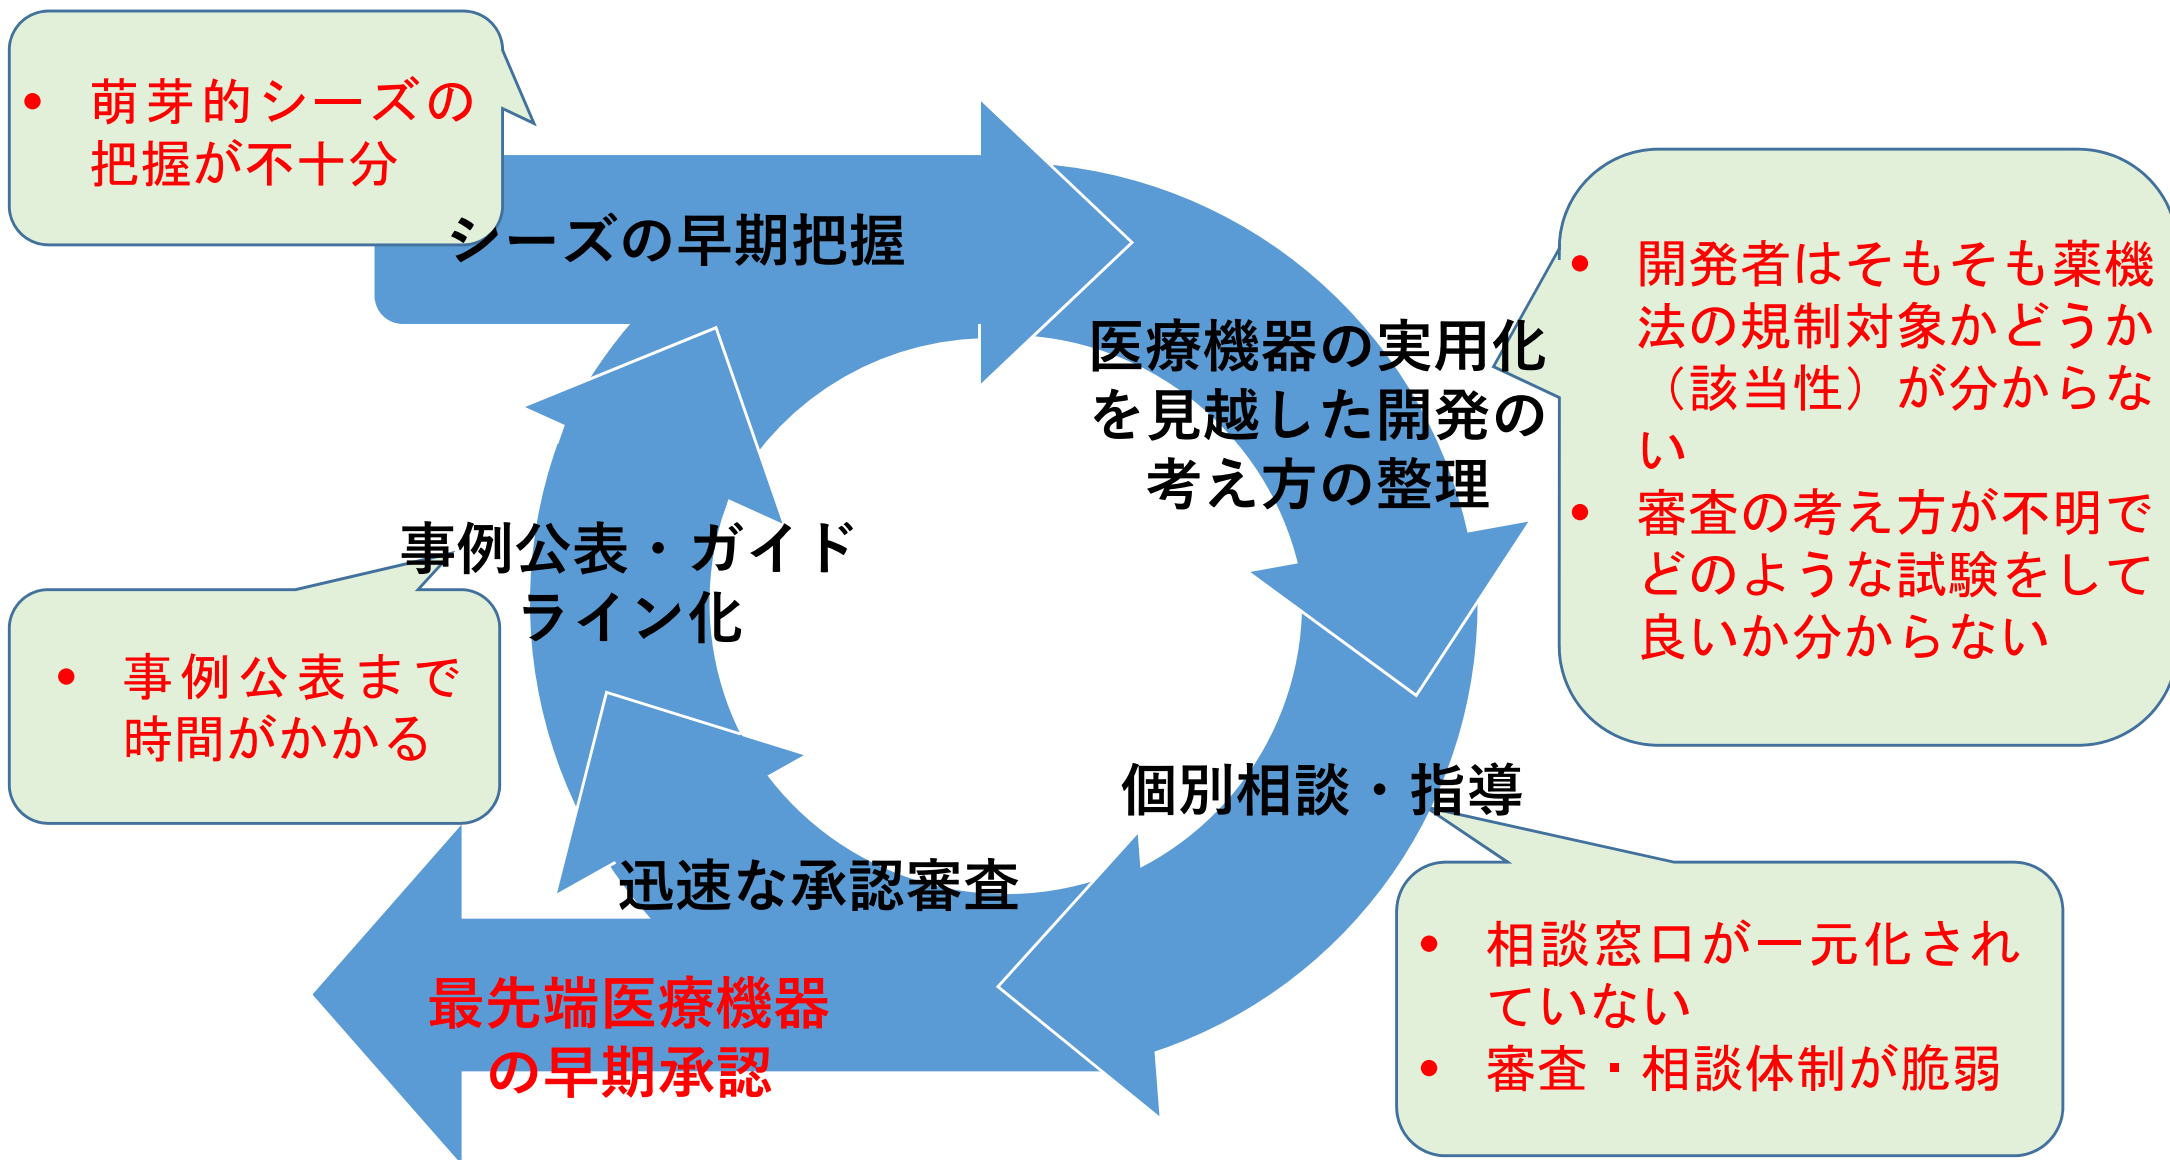 • 萌芽的シーズの
把握が不十分
シーズの早期把握
医療機器の実用化
を見越した開発の
考え方の整理
• 開発者はそもそも薬機
法の規制対象かどうか
（該当性）が分からな
い
• 審査の考え方が不明で
どのような試験をして
良いか分からない
個別相談・指導
• 相談窓口が一元化され
ていない
• 審査・相談体制が脆弱
迅速な承認審査
最先端医療機器
の早期承認
事例公表・ガイド
ライン化
• 事例公表まで
時間がかかる